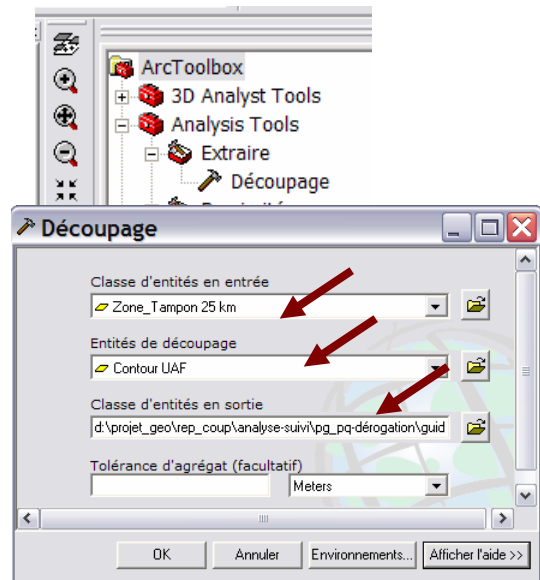 ArcToolbox
3D Analyst Tools
Analysis Tools
Extraire
Découpage
Découpage
Classe d'entités en entrée
Zone_Tampon 25 km
Entités de découpage
Contour UAF
Classe d'entités en sortie
d:\projet_geo\rep_coup\analyse-suivi\pg_pq-dérogation\guid
Tolérance d'agrégat (facultatif)
Meters
OK
Annuler
Environnements...
Afficher l'aide >>